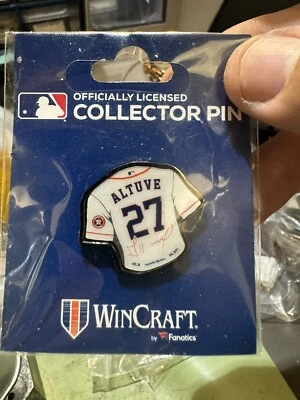 OFFICIALLY LICENSED
COLLECTOR PIN
ALTUVE
27
WINCRAFT.
by Fanatics